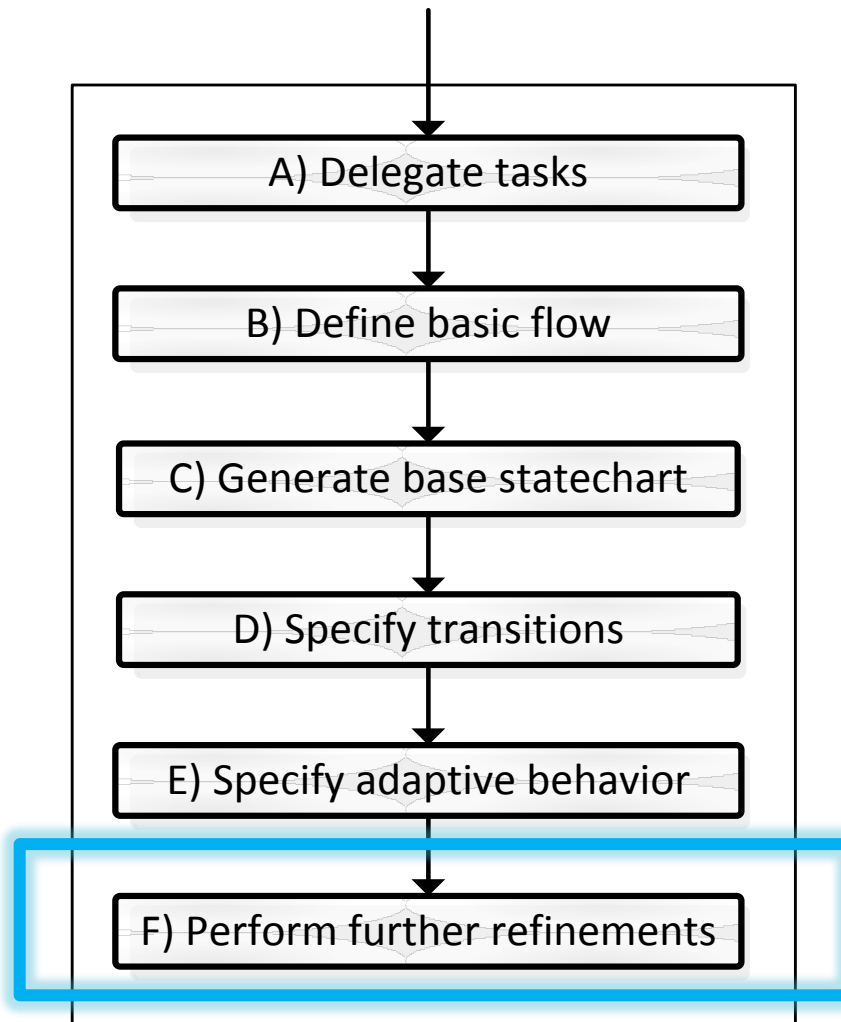 A) Delegate tasks
B) Define basic flow
C) Generate base statechart
D) Specify transitions
E) Specify adaptive behavior
F) Perform further refinements